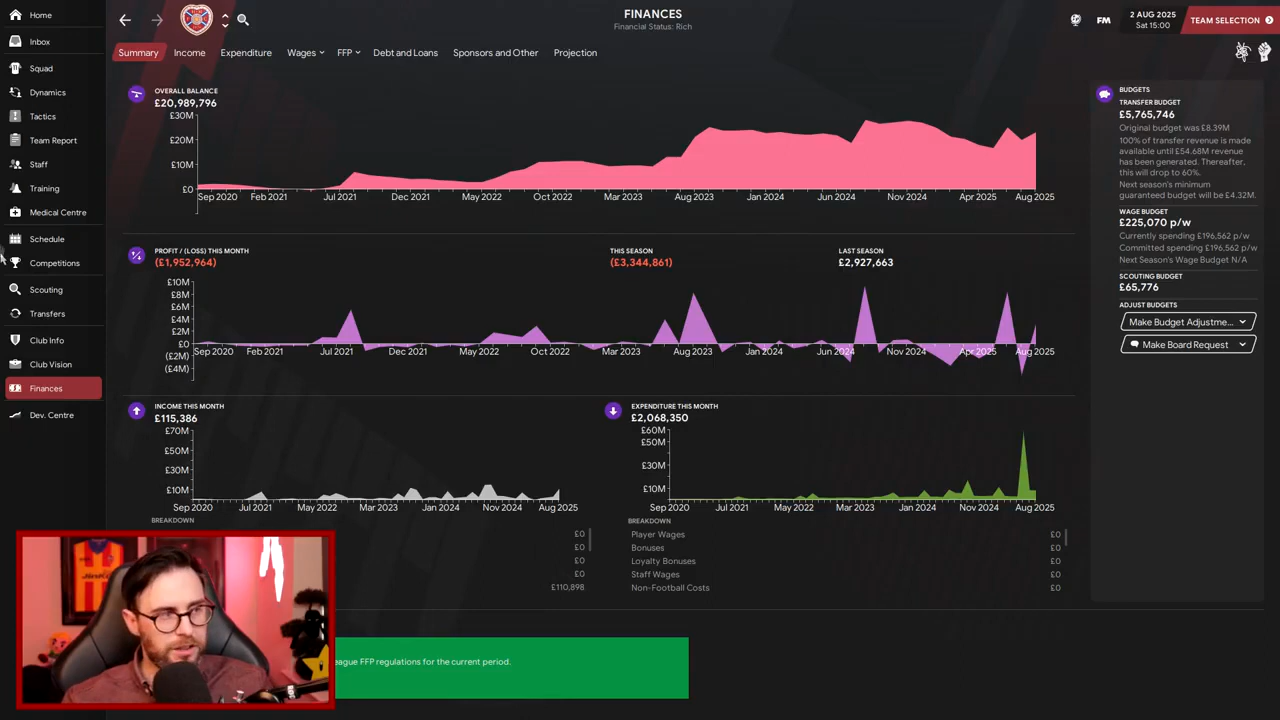 Home
Inbox
Squad
Dynamics
Tactics
Team Report
Staff
Training
Medical Centre
Schedule
Competitions
Scouting
Transfers
Club Info
Club Vision
Finances
Dev. Centre
FINANCES
Financial Status: Rich
FM
2 AUG 2025
Sat 15:00
TEAM SELECTION
Summary
Income
Expenditure
Wages
FFP
Debt and Loans
Sponsors and Other
Projection
OVERALL BALANCE
£20,989,796
£30M
£20M
£10M
£0
Sep 2020 Feb 2021 Jul 2021 Dec 2021 May 2022 Oct 2022 Mar 2023 Aug 2023 Jan 2024 Jun 2024 Nov 2024 Apr 2025 Aug 2025
PROFIT / (LOSS) THIS MONTH
(£1,952,964)
THIS SEASON
(£3,344,861)
LAST SEASON
£2,927,663
£10M
£8M
£6M
£4M
£2M
£0
(£2M)
(£4M)
Sep 2020 Feb 2021 Jul 2021 Dec 2021 May 2022 Oct 2022 Mar 2023 Aug 2023 Jan 2024 Jun 2024 Nov 2024 Apr 2025 Aug 2025
INCOME THIS MONTH
£115,386
£70M
£50M
£30M
£10M
Sep 2020 Jul 2021 May 2022 Mar 2023 Jan 2024 Nov 2024 Aug 2025
BREAKDOWN
£0
£0
£0
£0
£110,898
EXPENDITURE THIS MONTH
£2,068,350
£60M
£50M
£30M
£10M
Sep 2020 Jul 2021 May 2022 Mar 2023 Jan 2024 Nov 2024 Aug 2025
BREAKDOWN
Player Wages £0
Bonuses £0
Loyalty Bonuses £0
Staff Wages £0
Non-Football Costs £0
eague FFP regulations for the current period.
BUDGETS
TRANSFER BUDGET
£5,765,746
Original budget was £8.39M
100% of transfer revenue is made
available until £54.68M revenue
has been generated. Thereafter,
this will drop to 60%.
Next season's minimum
guaranteed budget will be £4.32M.
WAGE BUDGET
£225,070 p/w
Currently spending £196,562 p/w
Committed spending £196,562 p/w
Next Season's Wage Budget N/A
SCOUTING BUDGET
£65,776
ADJUST BUDGETS
Make Budget Adjustme...
Make Board Request